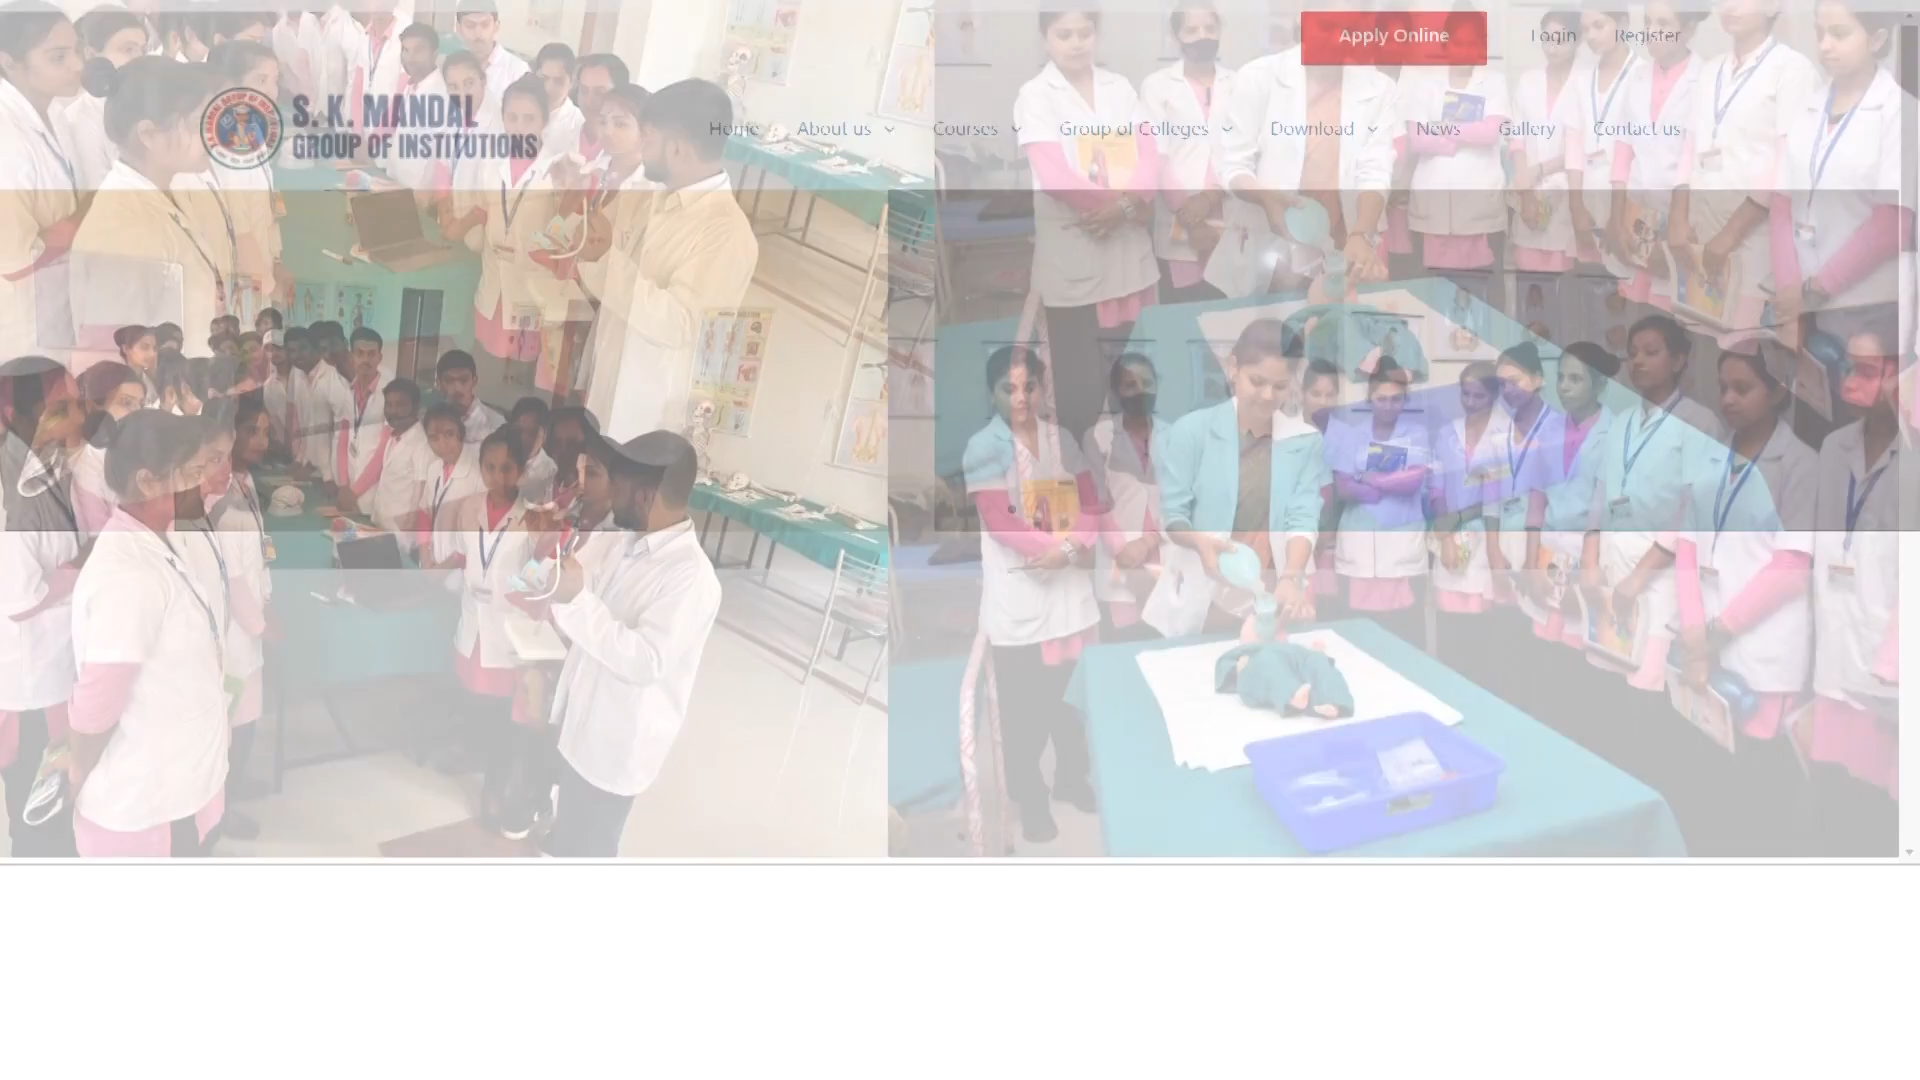 Apply Online
Login
Register
S. K. MANDAL
GROUP OF INSTITUTIONS
Home
About us
Courses
Group of Colleges
Download
News
Gallery
Contact us